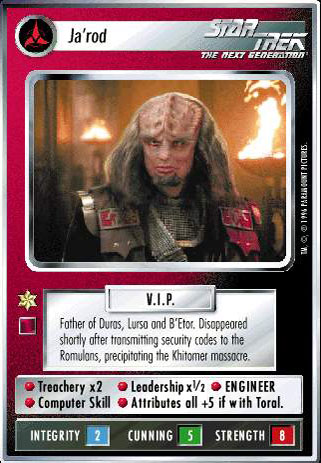 Ja'rod
STAR TREK
THE NEXT GENERATION
TM, ©, ® 1996 PARAMOUNT PICTURES.
V.I.P.
Father of Duras, Lursa and B'Etor. Disappeared
shortly after transmitting security codes to the
Romulans, precipitating the Khitomer massacre.
Treachery x2 Leadership x1/2 ENGINEER
Computer Skill Attributes all +5 if with Toral.
INTEGRITY 2 CUNNING 5 STRENGTH 8